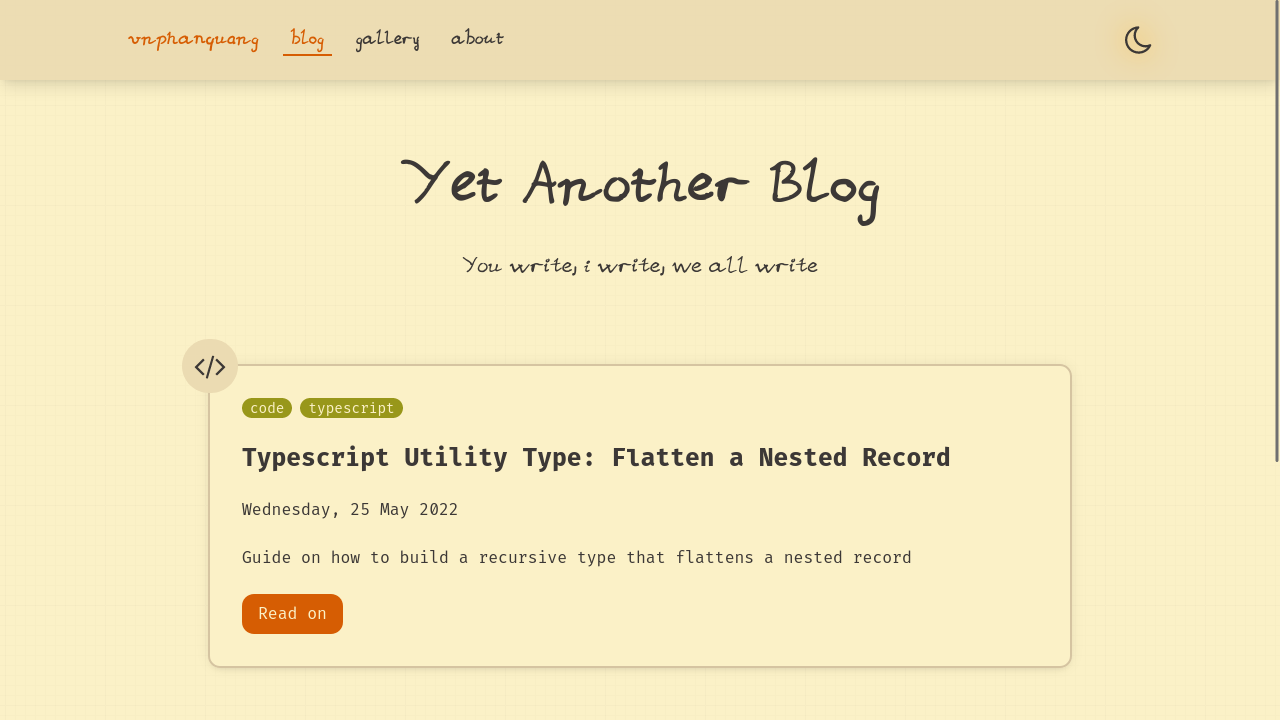 vnphanquang blog gallery about
Yet Another Blog
You write, i write, we all write
</>
code typescript
Typescript Utility Type: Flatten a Nested Record
Wednesday, 25 May 2022
Guide on how to build a recursive type that flattens a nested record
Read on